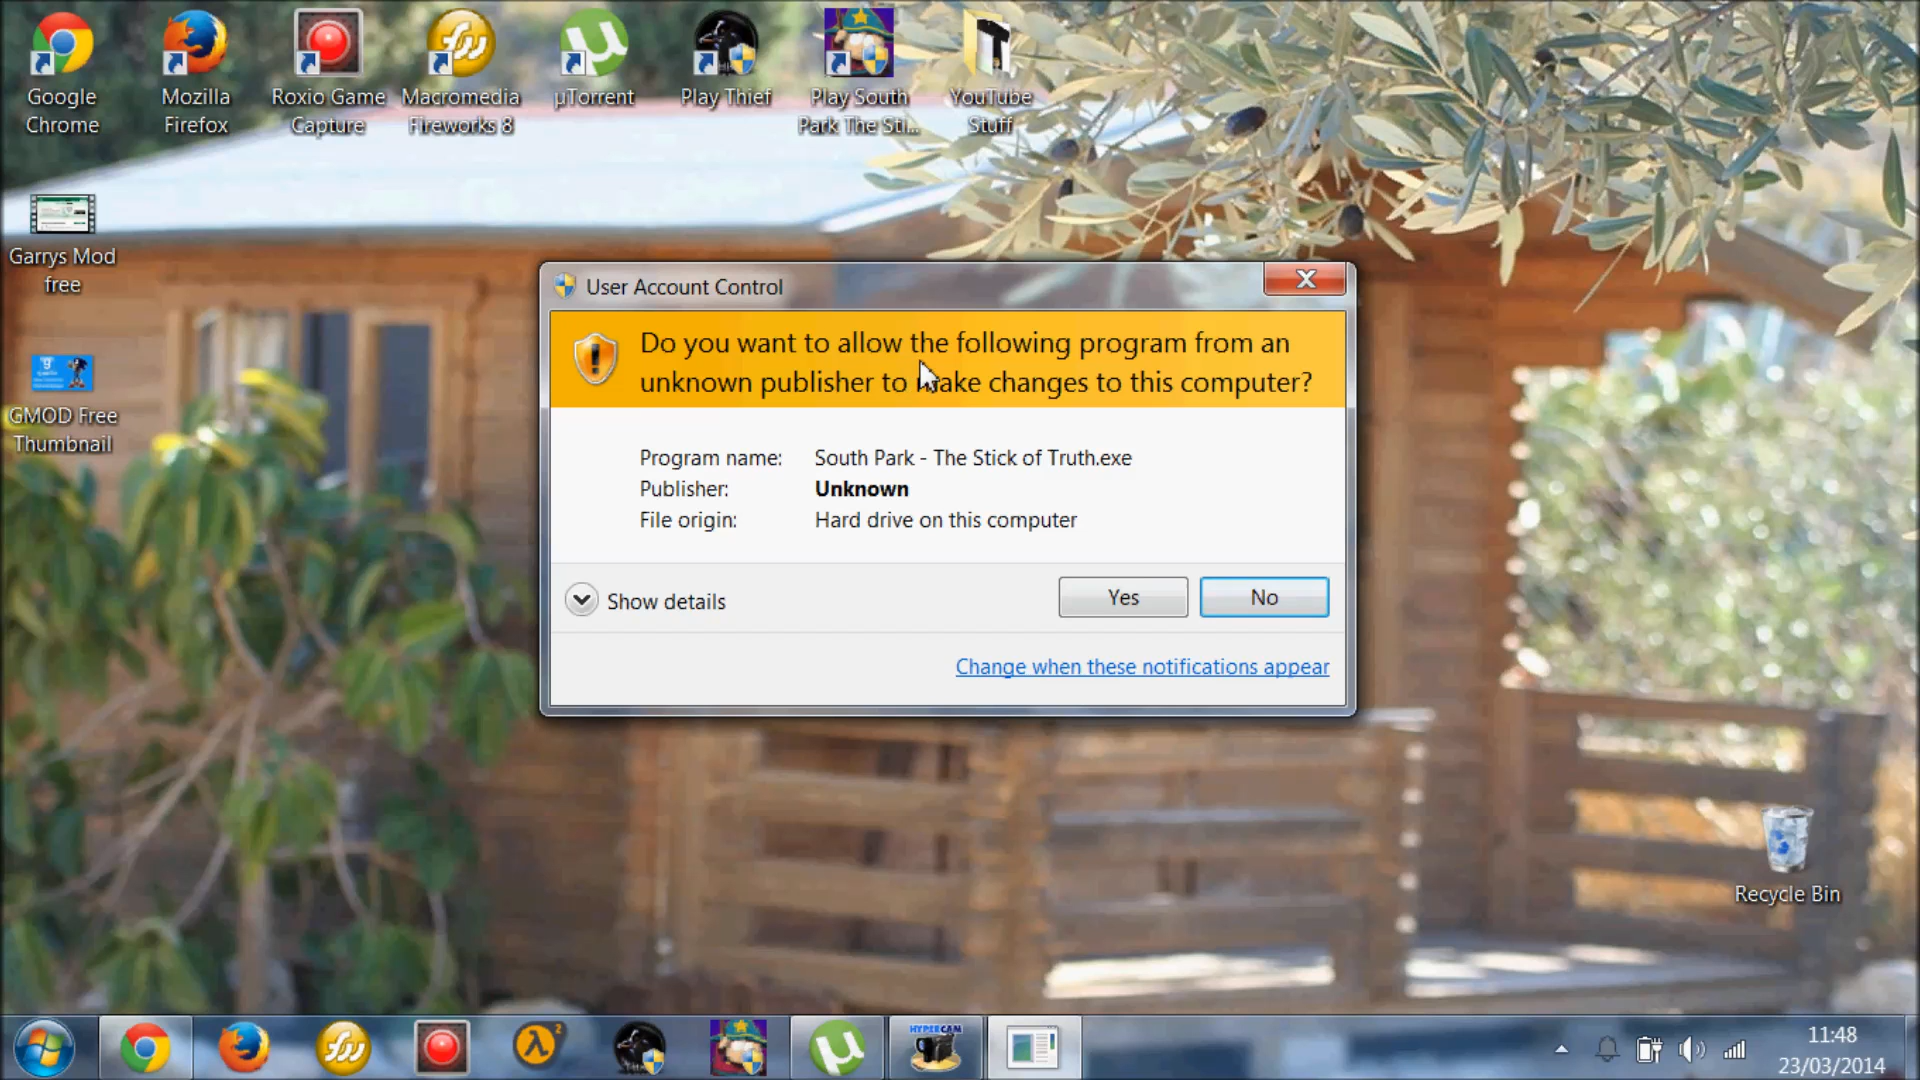 Google
Chrome
Mozilla
Firefox
Roxio Game
Capture
Macromedia
Fireworks 8
µTorrent
Play Thief
Play South
Park The Sti...
YouTube
Stuff
Garrys Mod
free
GMOD Free
Thumbnail
User Account Control
Do you want to allow the following program from an
unknown publisher to make changes to this computer?
Program name: South Park - The Stick of Truth.exe
Publisher: Unknown
File origin: Hard drive on this computer
Show details
Yes
No
Change when these notifications appear
Recycle Bin
HYPERCAM
11:48
23/03/2014